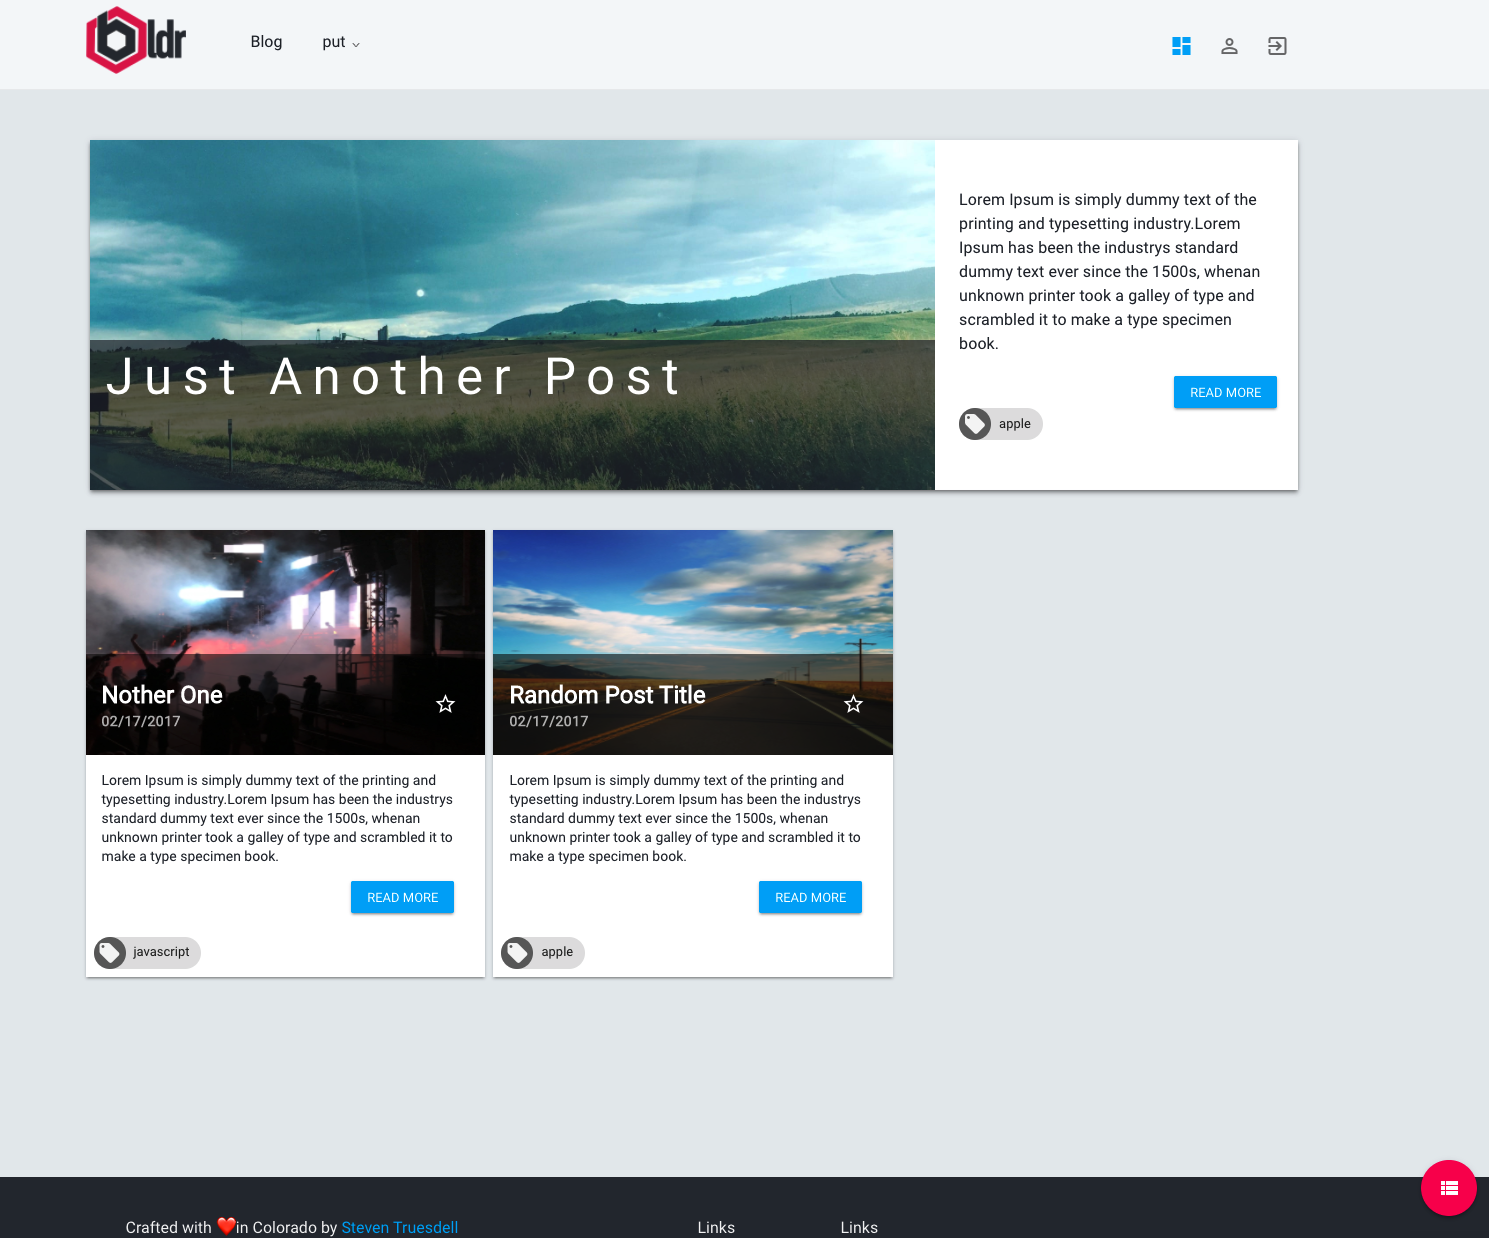 bldr
Blog
put
Just Another Post
Lorem Ipsum is simply dummy text of the
printing and typesetting industry.Lorem
Ipsum has been the industrys standard
dummy text ever since the 1500s, whenan
unknown printer took a galley of type and
scrambled it to make a type specimen
book.
READ MORE
apple
Nother One
02/17/2017
Lorem Ipsum is simply dummy text of the printing and
typesetting industry.Lorem Ipsum has been the industrys
standard dummy text ever since the 1500s, whenan
unknown printer took a galley of type and scrambled it to
make a type specimen book.
READ MORE
javascript
Random Post Title
02/17/2017
Lorem Ipsum is simply dummy text of the printing and
typesetting industry.Lorem Ipsum has been the industrys
standard dummy text ever since the 1500s, whenan
unknown printer took a galley of type and scrambled it to
make a type specimen book.
READ MORE
apple
Crafted with ❤️in Colorado by Steven Truesdell
Links
Links